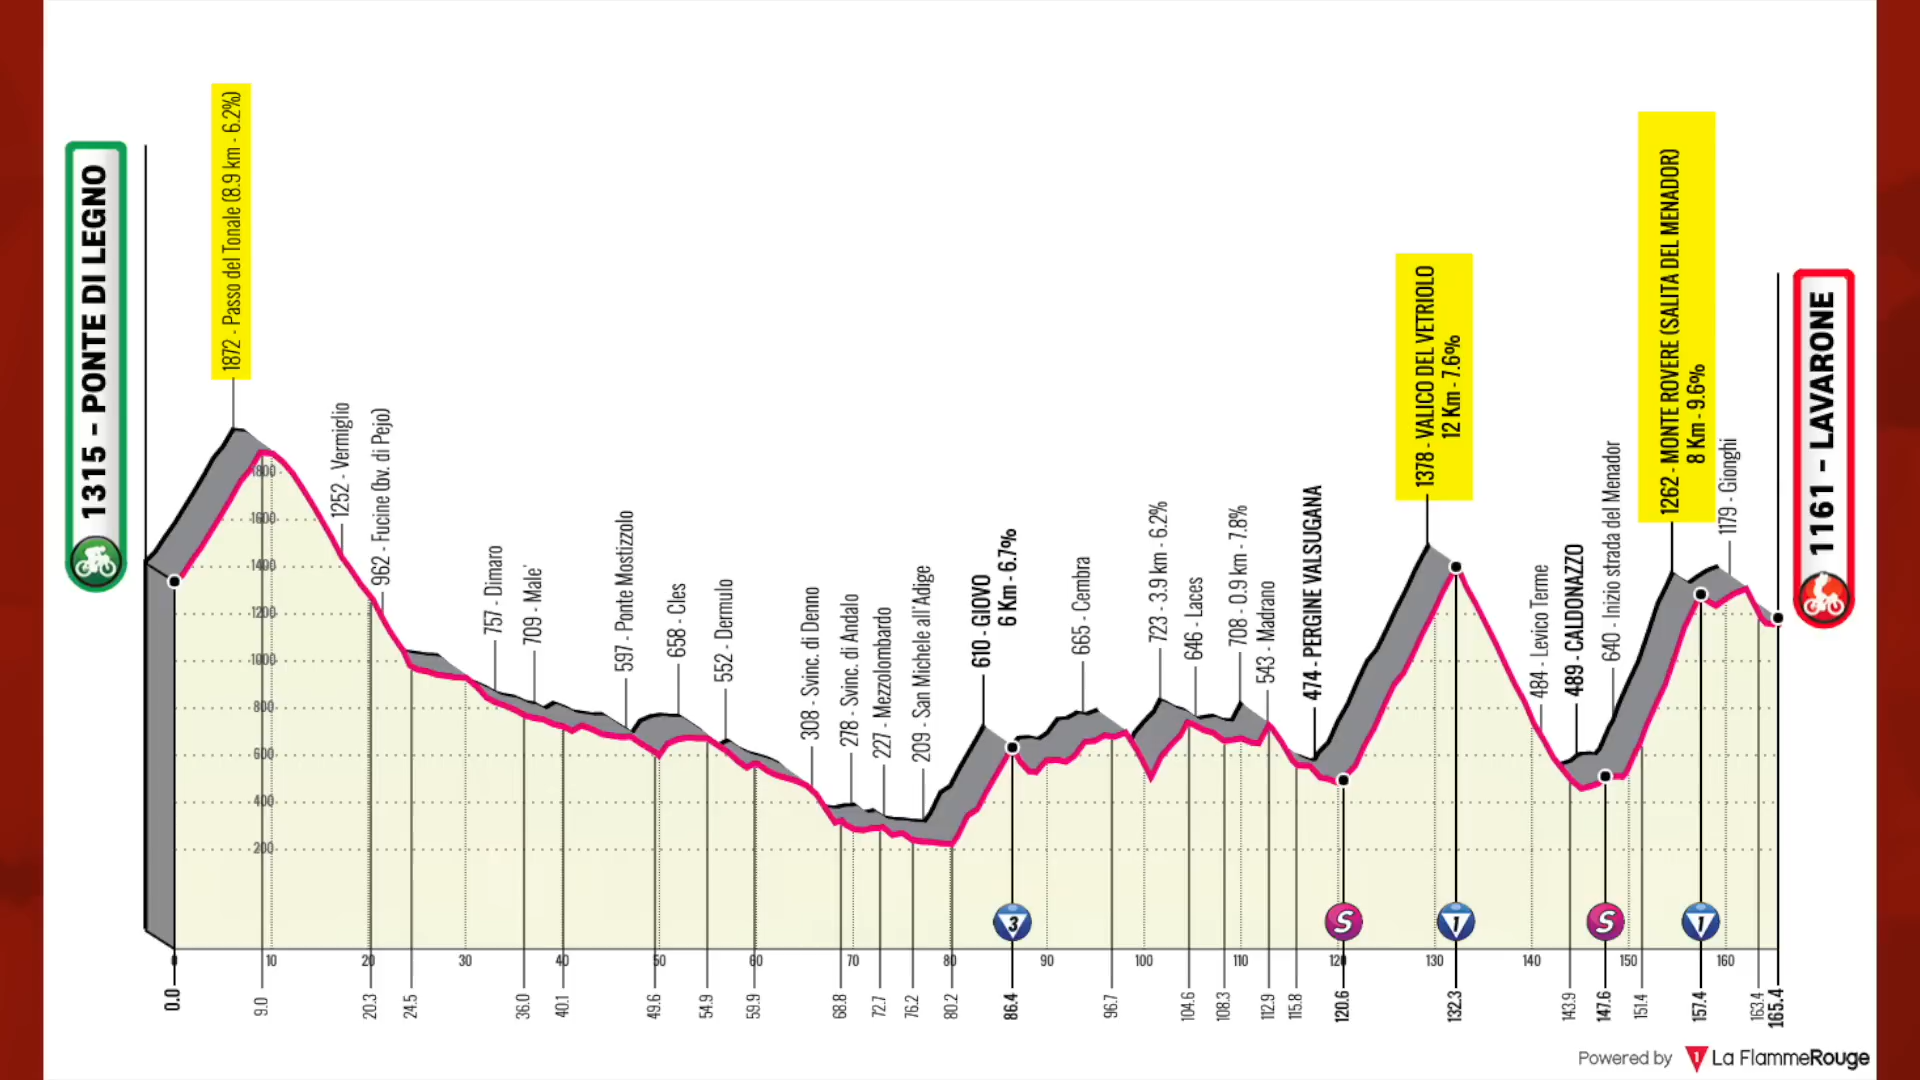 1315 - PONTE DI LEGNO
1872 - Passo del Tonale (8.9 km - 6.2%)
1252 - Vermiglio
962 - Fucine (bv. di Pejo)
757 - Dimaro
709 - Male'
597 - Ponte Mostizzolo
658 - Cles
552 - Dermulo
308 - Svinc. di Denno
278 - Svinc. di Andalo
227 - Mezzolombardo
209 - San Michele all'Adige
610 - GIOVO
6 Km - 6.7%
665 - Cembra
723 - 3.9 km - 6.2%
646 - Laces
708 - 0.9 km - 7.8%
543 - Madrano
474 - PERGINE VALSUGANA
1378 - VALICO DEL VETRIOLO
12 Km - 7.6%
484 - Levico Terme
489 - CALDONAZZO
640 - Inizio strada del Menador
1262 - MONTE ROVERE (SALITA DEL MENADOR)
8 Km - 9.6%
1179 - Gionghi
1161 - LAVARONE
1800
1600
1400
1200
1000
800
600
400
200
3
S
1
S
1
0 10 20 30 40 50 60 70 80 90 100 110 120 130 140 150 160
0.0 9.0 20.3 24.5 36.0 40.1 49.6 54.9 59.9 68.8 72.7 76.2 80.2 86.4 96.7 104.6 108.3 112.9 115.8 120.6 132.3 143.9 147.6 151.4 157.4 163.4 165.4
Powered by 1 La FlammeRouge